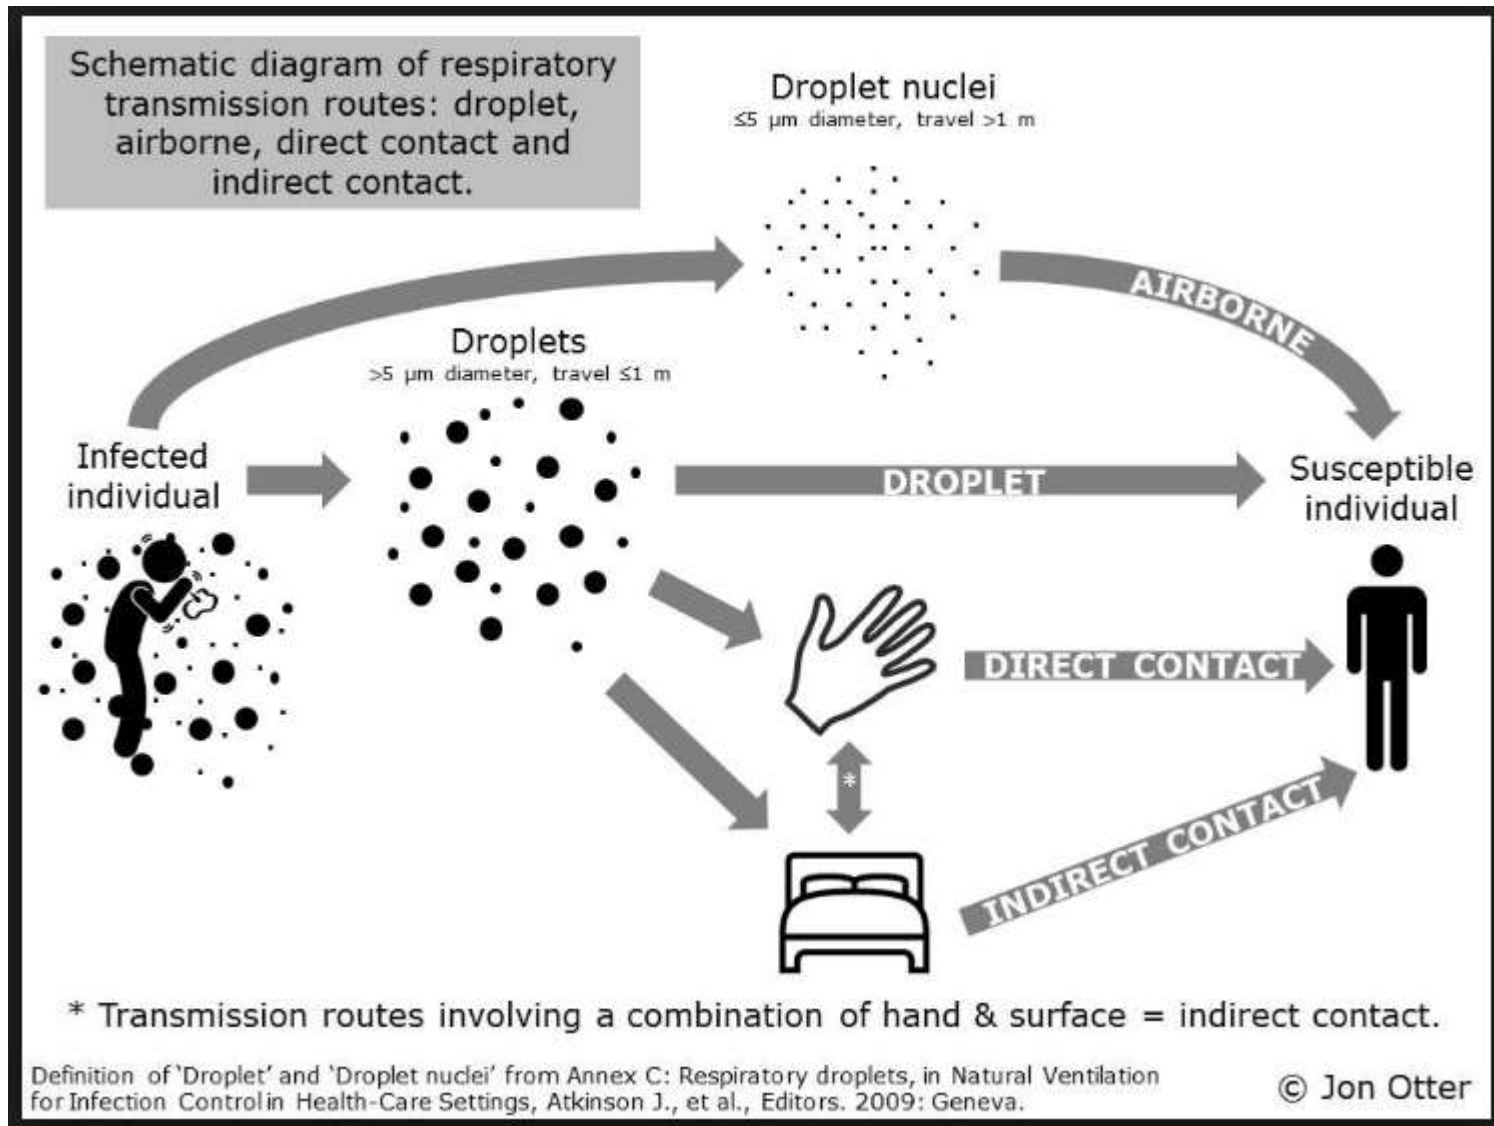 Schematic diagram of respiratory
transmission routes: droplet,
airborne, direct contact and
indirect contact.
Droplet nuclei
≤5 µm diameter, travel >1 m
AIRBORNE
Droplets
>5 µm diameter, travel ≤1 m
Infected
individual
DROPLET
Susceptible
individual
DIRECT CONTACT
*
INDIRECT CONTACT
* Transmission routes involving a combination of hand & surface = indirect contact.
Definition of 'Droplet' and 'Droplet nuclei' from Annex C: Respiratory droplets, in Natural Ventilation
for Infection Control in Health-Care Settings, Atkinson J., et al., Editors. 2009: Geneva.
© Jon Otter